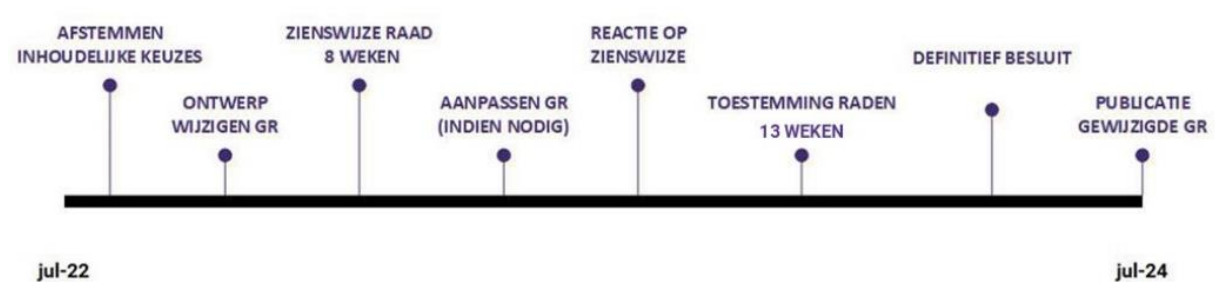 AFSTEMMEN
INHOUDELIJKE KEUZES
ONTWERP
WIJZIGEN GR
ZIENSWIJZE RAAD
8 WEKEN
AANPASSEN GR
(INDIEN NODIG)
REACTIE OP
ZIENSWIJZE
TOESTEMMING RADEN
13 WEKEN
DEFINITIEF BESLUIT
PUBLICATIE
GEWIJZIGDE GR
jul-22
jul-24